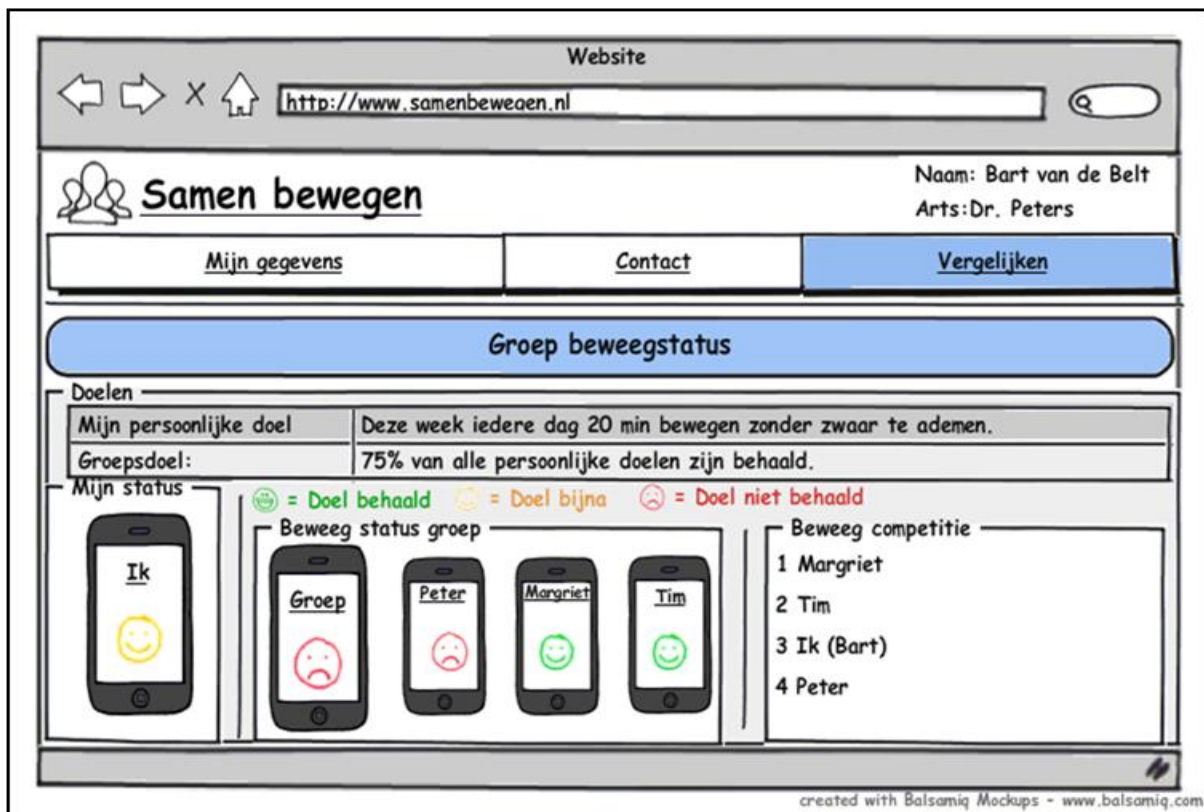 Website
http://www.samenbewegen.nl
Samen bewegen
Naam: Bart van de Belt
Arts:Dr. Peters
Mijn gegevens
Contact
Vergelijken
Groep beweegstatus
Doelen
Mijn persoonlijke doel
Deze week iedere dag 20 min bewegen zonder zwaar te ademen.
Groepsdoel:
75% van alle persoonlijke doelen zijn behaald.
Mijn status
= Doel behaald
= Doel bijna
= Doel niet behaald
Ik
Beweeg status groep
Groep
Peter
Margriet
Tim
Beweeg competitie
1 Margriet
2 Tim
3 Ik (Bart)
4 Peter
created with Balsamiq Mockups - www.balsamiq.com